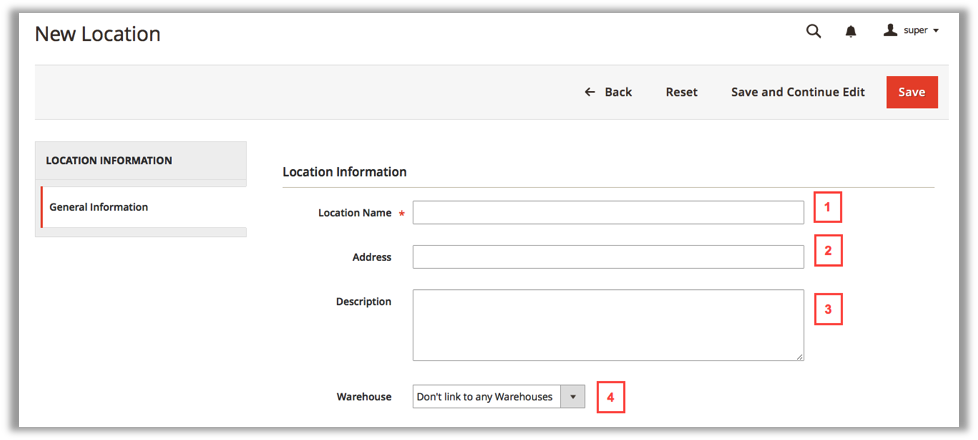 New Location
super
Back Reset Save and Continue Edit Save
LOCATION INFORMATION
General Information
Location Information
Location Name * 1
Address 2
Description 3
Warehouse Don't link to any Warehouses 4